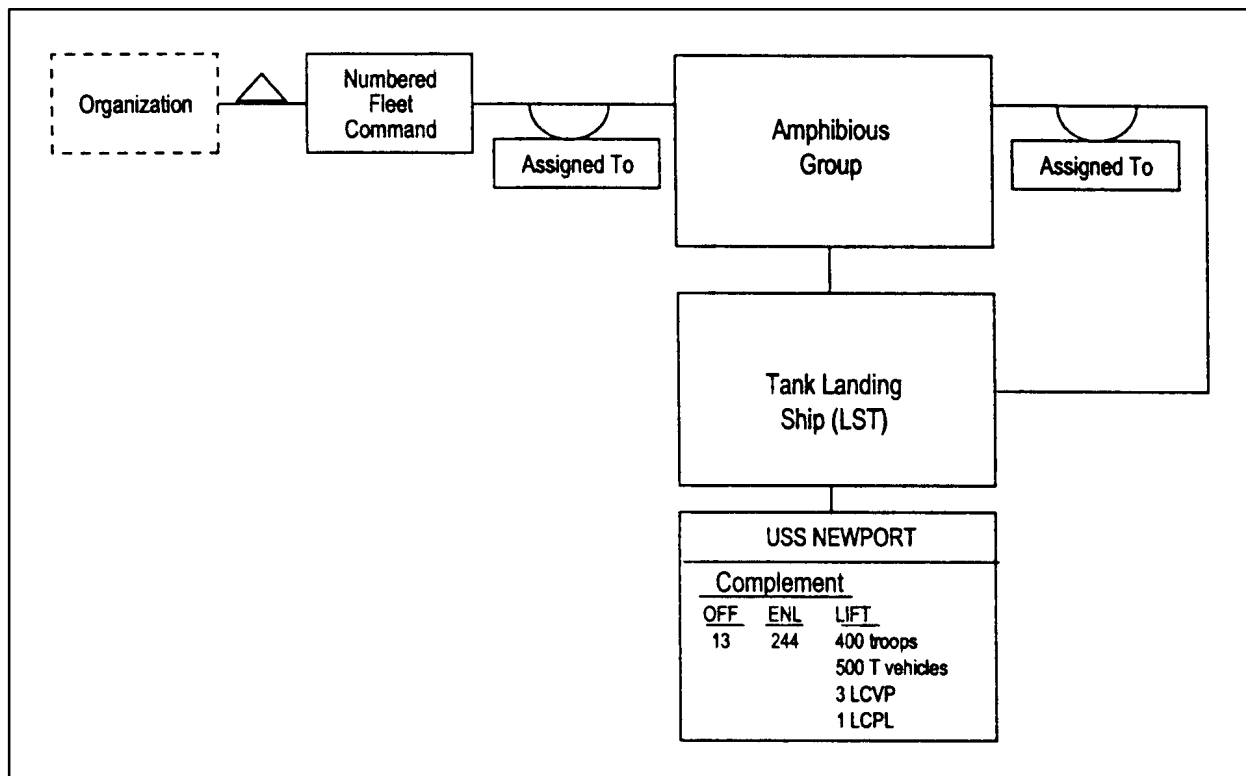 Organization
Numbered
Fleet
Command
Assigned To
Amphibious
Group
Assigned To
Tank Landing
Ship (LST)
USS NEWPORT
Complement
OFF ENL LIFT
13 244 400 troops
500 T vehicles
3 LCVP
1 LCPL